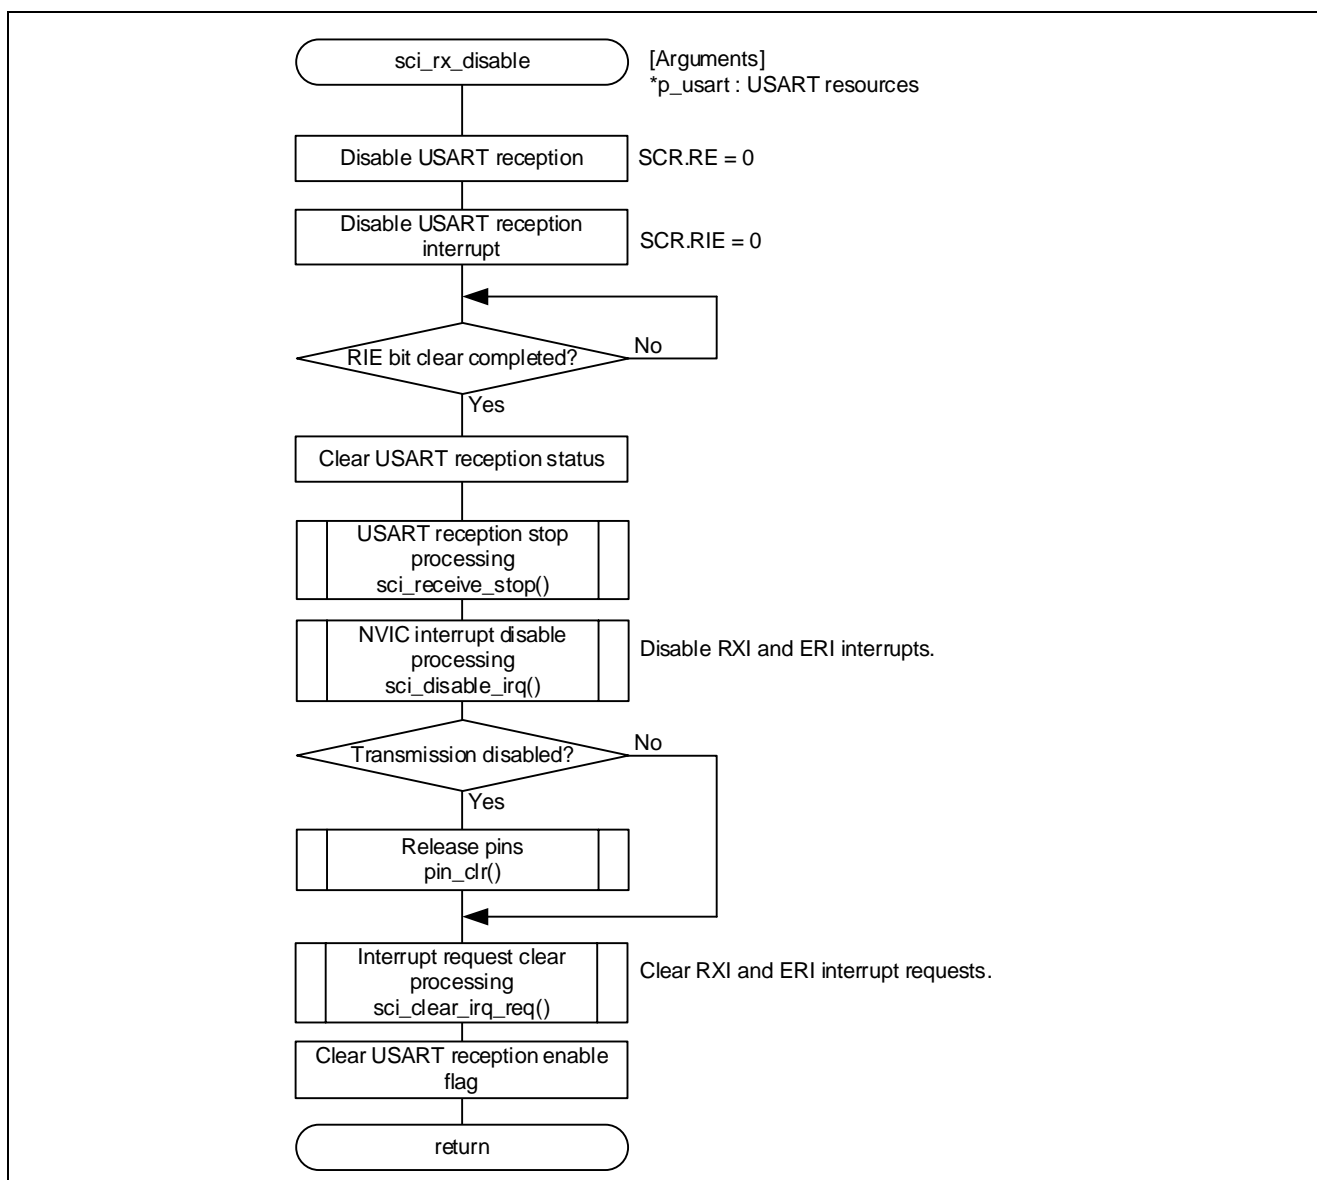 sci_rx_disable
[Arguments]
*p_usart : USART resources
Disable USART reception
SCR.RE = 0
Disable USART reception
interrupt
SCR.RIE = 0
RIE bit clear completed?
No
Yes
Clear USART reception status
USART reception stop
processing
sci_receive_stop()
NVIC interrupt disable
processing
sci_disable_irq()
Disable RXI and ERI interrupts.
Transmission disabled?
No
Yes
Release pins
pin_clr()
Interrupt request clear
processing
sci_clear_irq_req()
Clear RXI and ERI interrupt requests.
Clear USART reception enable
flag
return